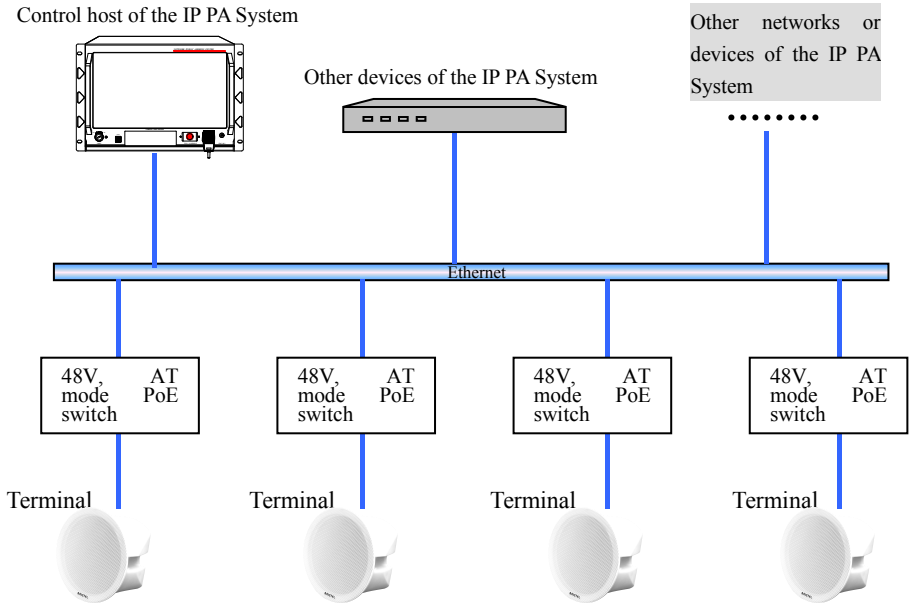 Control host of the IP PA System
Other devices of the IP PA System
Other networks or
devices of the IP PA
System
Ethernet
48V, AT
mode PoE
switch
48V, AT
mode PoE
switch
48V, AT
mode PoE
switch
48V, AT
mode PoE
switch
Terminal
Terminal
Terminal
Terminal